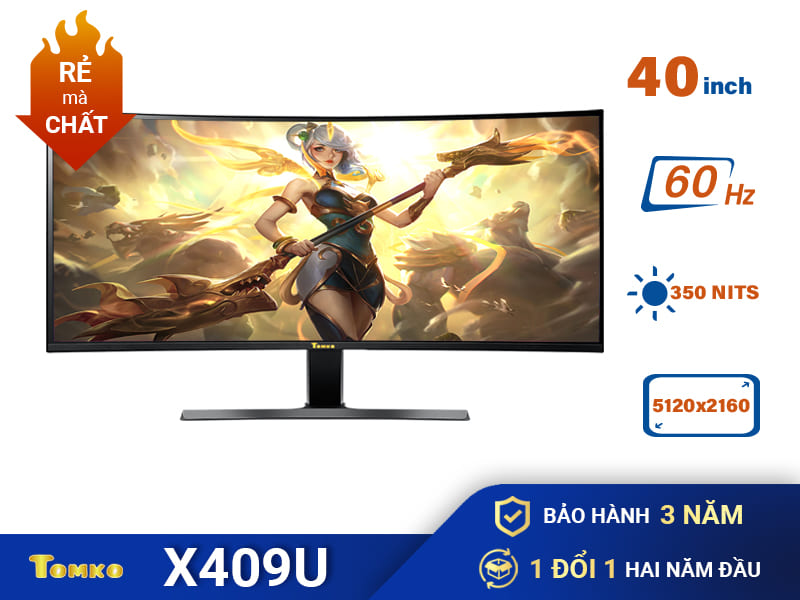 RẺ
mà
CHẤT
40 inch
60 Hz
350 NITS
5120x2160
TOMKO
BẢO HÀNH 3 NĂM
TOMKO X409U
1 ĐỔI 1 HAI NĂM ĐẦU